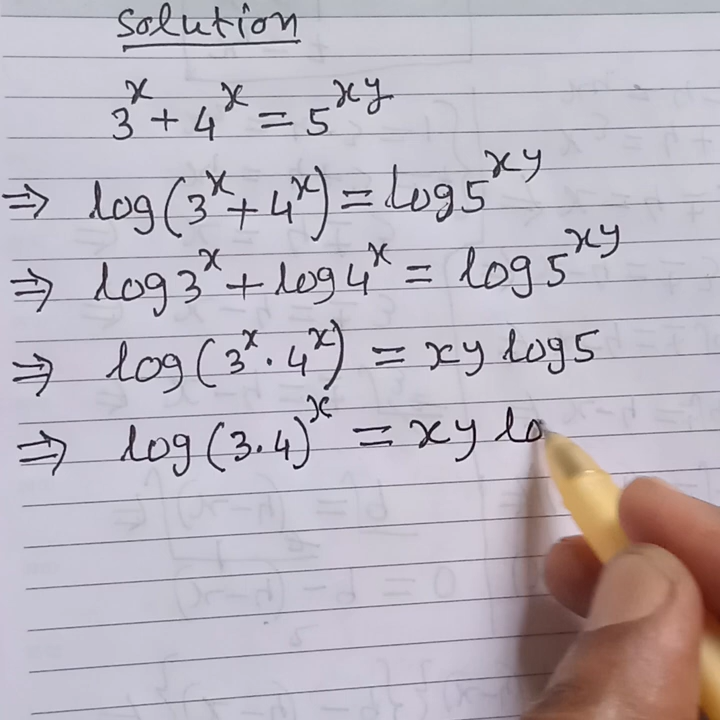 Solution
3^x + 4^x = 5^xy
⇒ log(3^x + 4^x) = log5^xy
⇒ log3^x + log4^x = log5^xy
⇒ log(3^x · 4^x) = xy log5
⇒ log(3·4)^x = xy lo